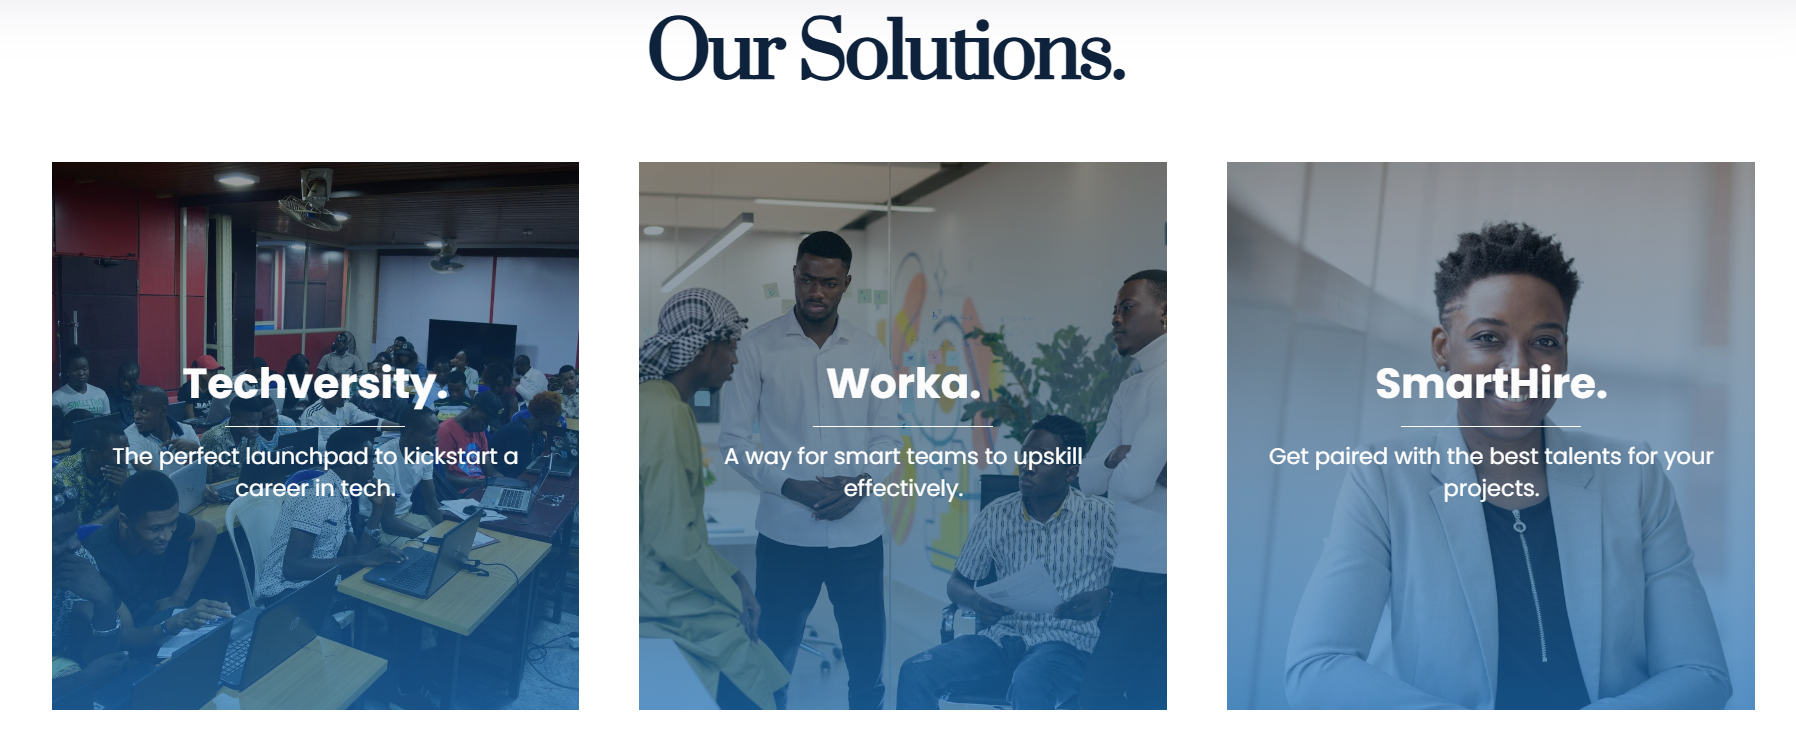 Our Solutions.
Techversity.
The perfect launchpad to kickstart a
career in tech.
Worka.
A way for smart teams to upskill
effectively.
SmartHire.
Get paired with the best talents for your
projects.